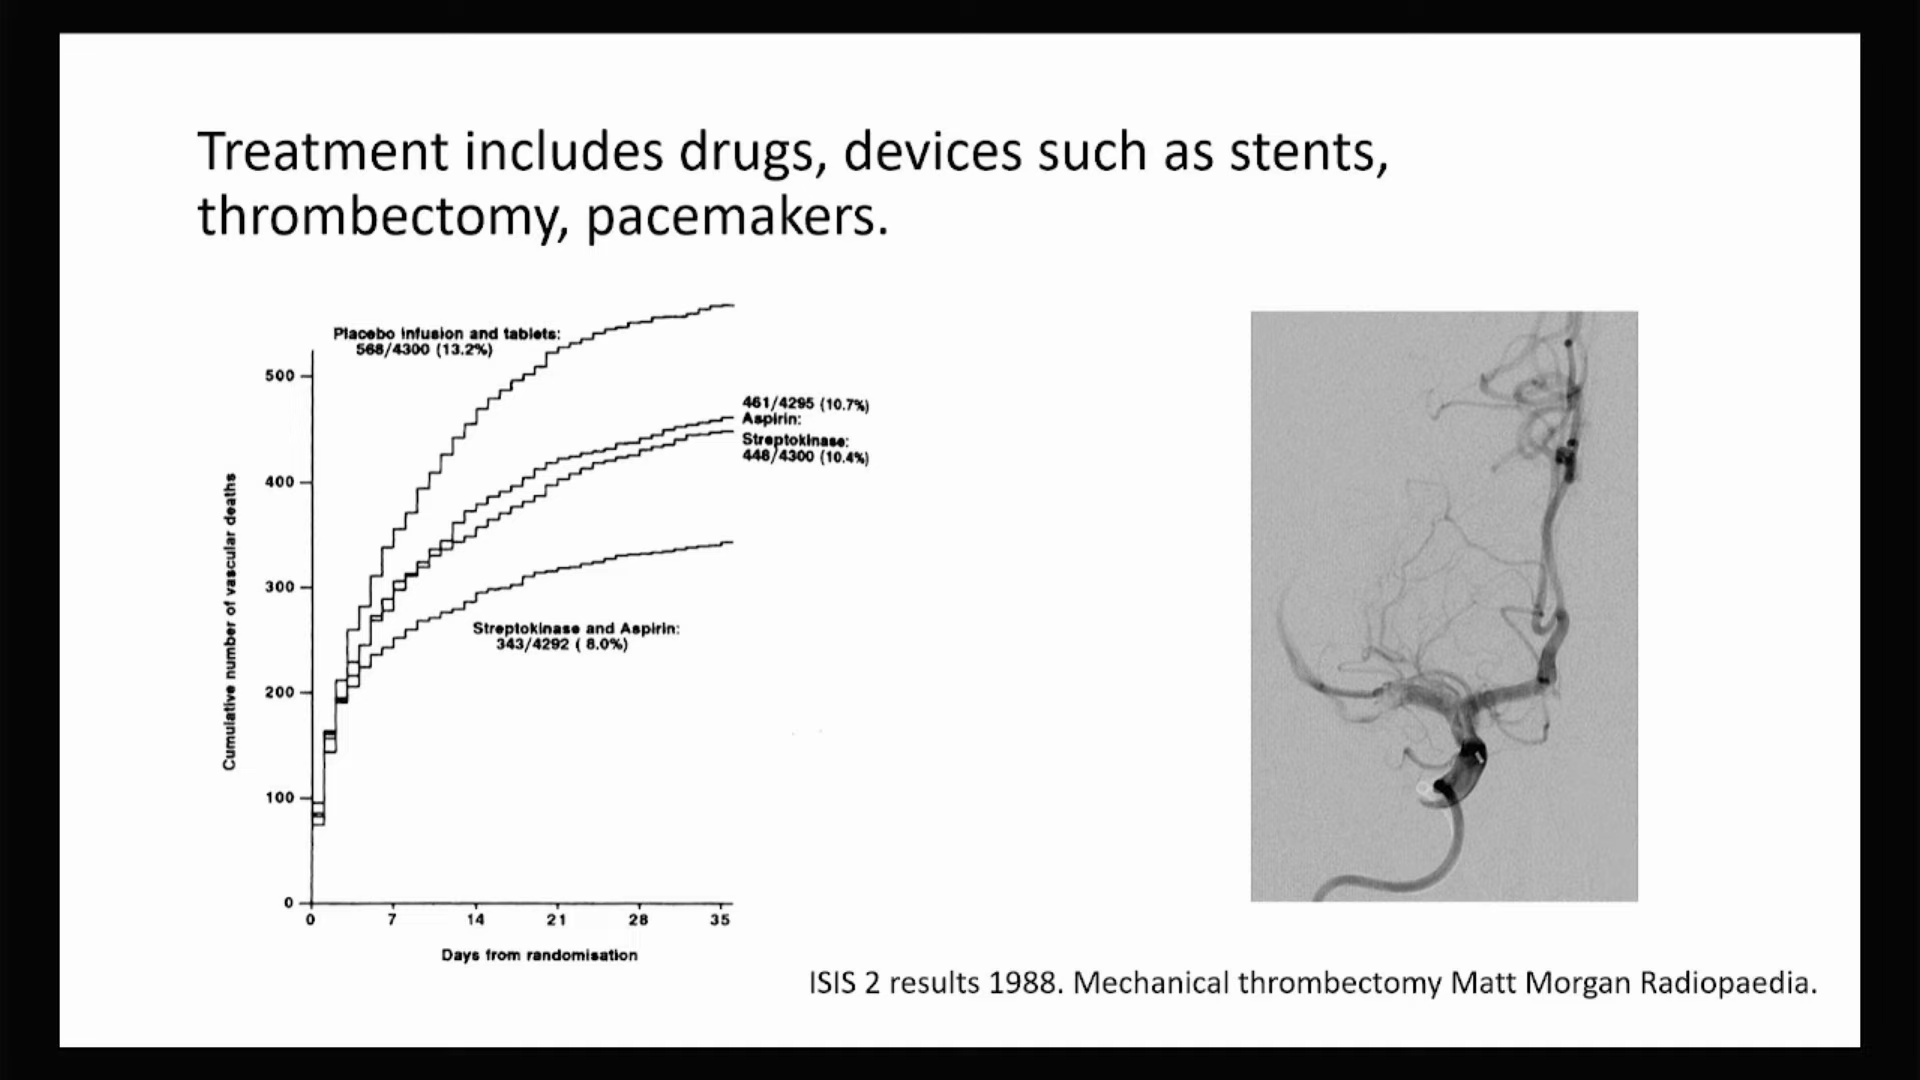 Treatment includes drugs, devices such as stents,
thrombectomy, pacemakers.
Placebo infusion and tablets:
568/4300 (13.2%)
461/4295 (10.7%)
Aspirin:
Streptokinase:
448/4300 (10.4%)
Streptokinase and Aspirin:
343/4292 ( 8.0%)
Cumulative number of vascular deaths
500
400
300
200
100
0
0 7 14 21 28 35
Days from randomisation
ISIS 2 results 1988. Mechanical thrombectomy Matt Morgan Radiopaedia.